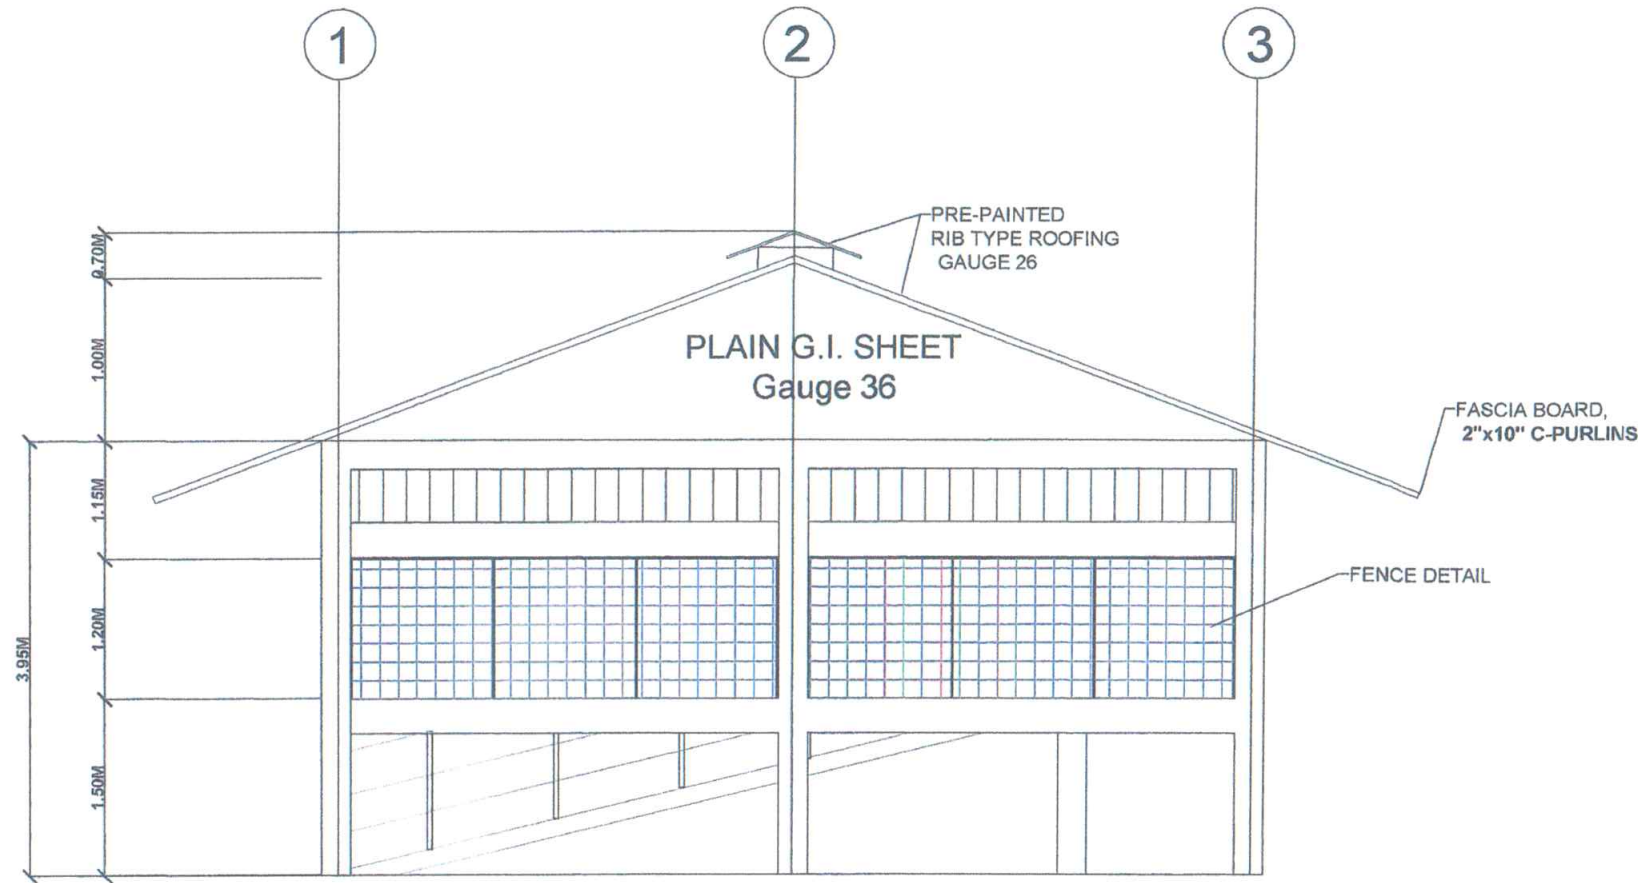 1
2
3
PRE-PAINTED
RIB TYPE ROOFING
GAUGE 26
0.70M
1.00M
PLAIN G.I. SHEET
Gauge 36
FASCIA BOARD,
2"x10" C-PURLINS
1.15M
FENCE DETAIL
1.20M
3.95M
1.50M